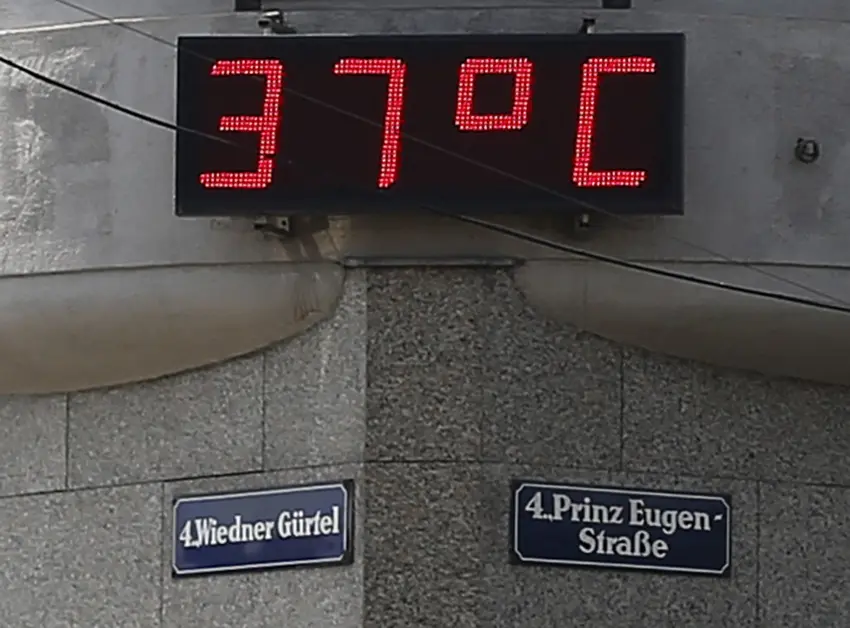 37°C
4., Wiedner Gürtel
4., Prinz Eugen-
Straße